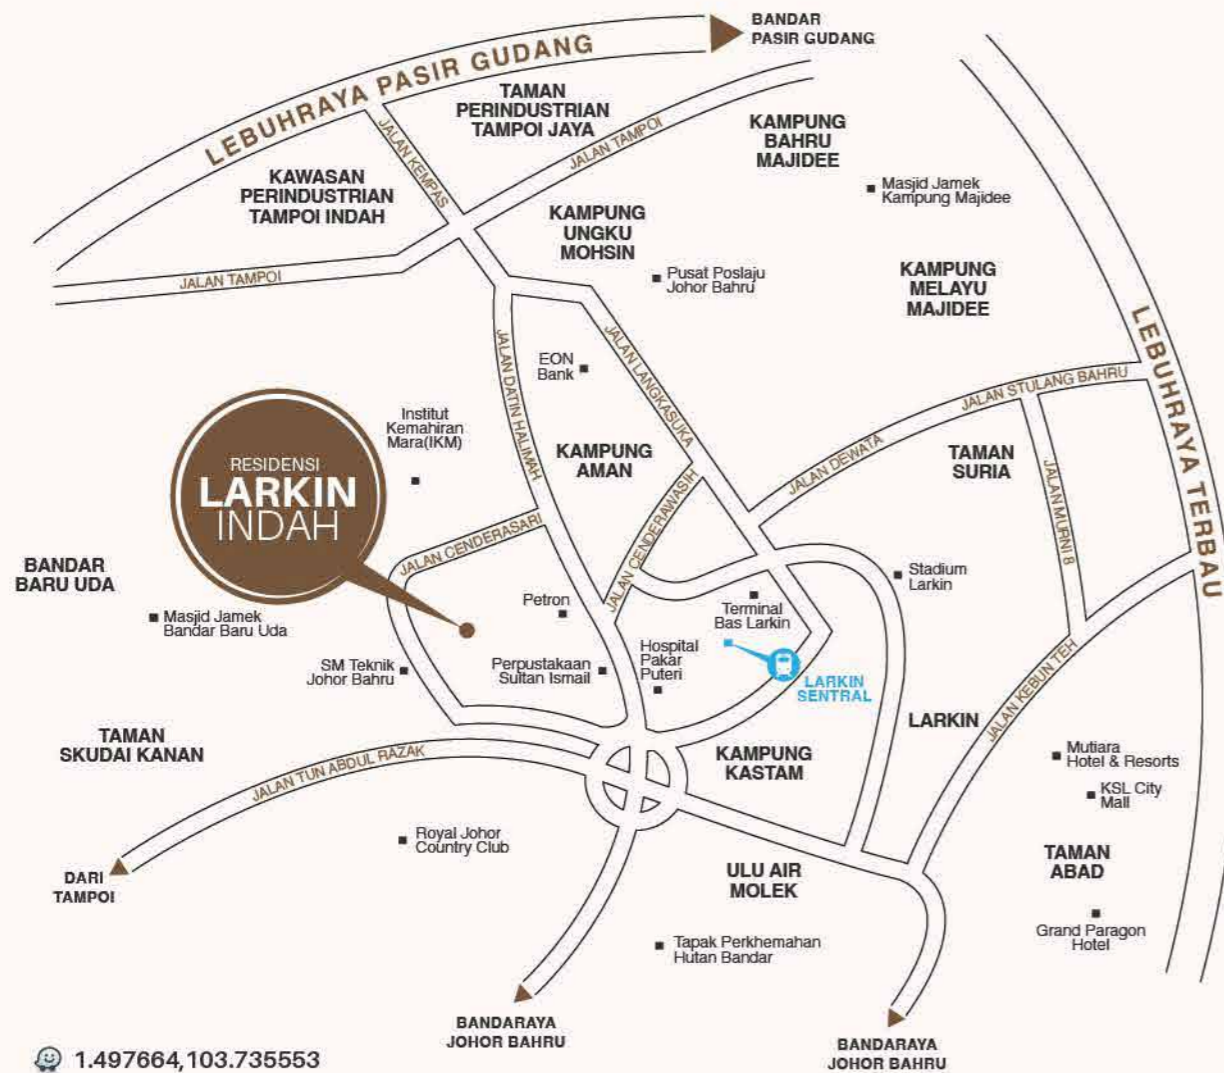 BANDAR
PASIR GUDANG
LEBUHRAYA PASIR GUDANG
TAMAN
PERINDUSTRIAN
TAMPOI JAYA
JALAN KEMPAS
JALAN TAMPOI
KAMPUNG
BAHRU
MAJIDEE
KAWASAN
PERINDUSTRIAN
TAMPOI INDAH
Masjid Jamek
Kampung Majidee
KAMPUNG
UNGKU
MOHSIN
JALAN TAMPOI
Pusat Poslaju
Johor Bahru
KAMPUNG
MELAYU
MAJIDEE
LEBUHRAYA TERBAU
JALAN DATIN HALIMAH
EON
Bank
JALAN LANGKASUKA
JALAN STULANG BAHRU
Institut
Kemahiran
Mara(IKM)
KAMPUNG
AMAN
JALAN DEWATA
TAMAN
SURIA
JALAN MURNI 8
RESIDENSI
LARKIN
INDAH
JALAN CENDERASARI
JALAN CENDERAWASIH
BANDAR
BARU UDA
Masjid Jamek
Bandar Baru Uda
Petron
Terminal
Bas Larkin
Stadium
Larkin
SM Teknik
Johor Bahru
Perpustakaan
Sultan Ismail
Hospital
Pakar
Puteri
LARKIN
SENTRAL
JALAN KEBUN TEH
TAMAN
SKUDAI KANAN
JALAN TUN ABDUL RAZAK
KAMPUNG
KASTAM
LARKIN
Mutiara
Hotel & Resorts
KSL City
Mall
Royal Johor
Country Club
DARI
TAMPOI
ULU AIR
MOLEK
TAMAN
ABAD
Tapak Perkhemahan
Hutan Bandar
Grand Paragon
Hotel
BANDARAYA
JOHOR BAHRU
BANDARAYA
JOHOR BAHRU
1.497664,103.735553